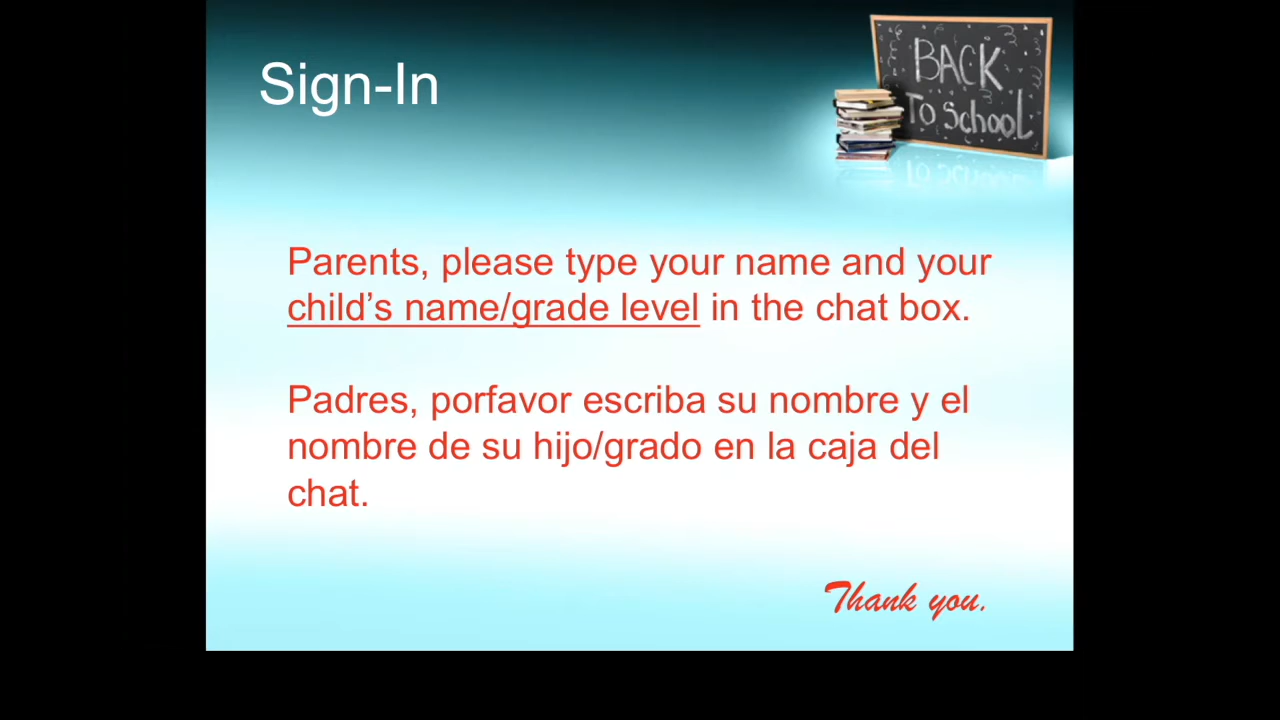 Sign-In
BACK
To School
Parents, please type your name and your
child’s name/grade level in the chat box.
Padres, porfavor escriba su nombre y el
nombre de su hijo/grado en la caja del
chat.
Thank you.